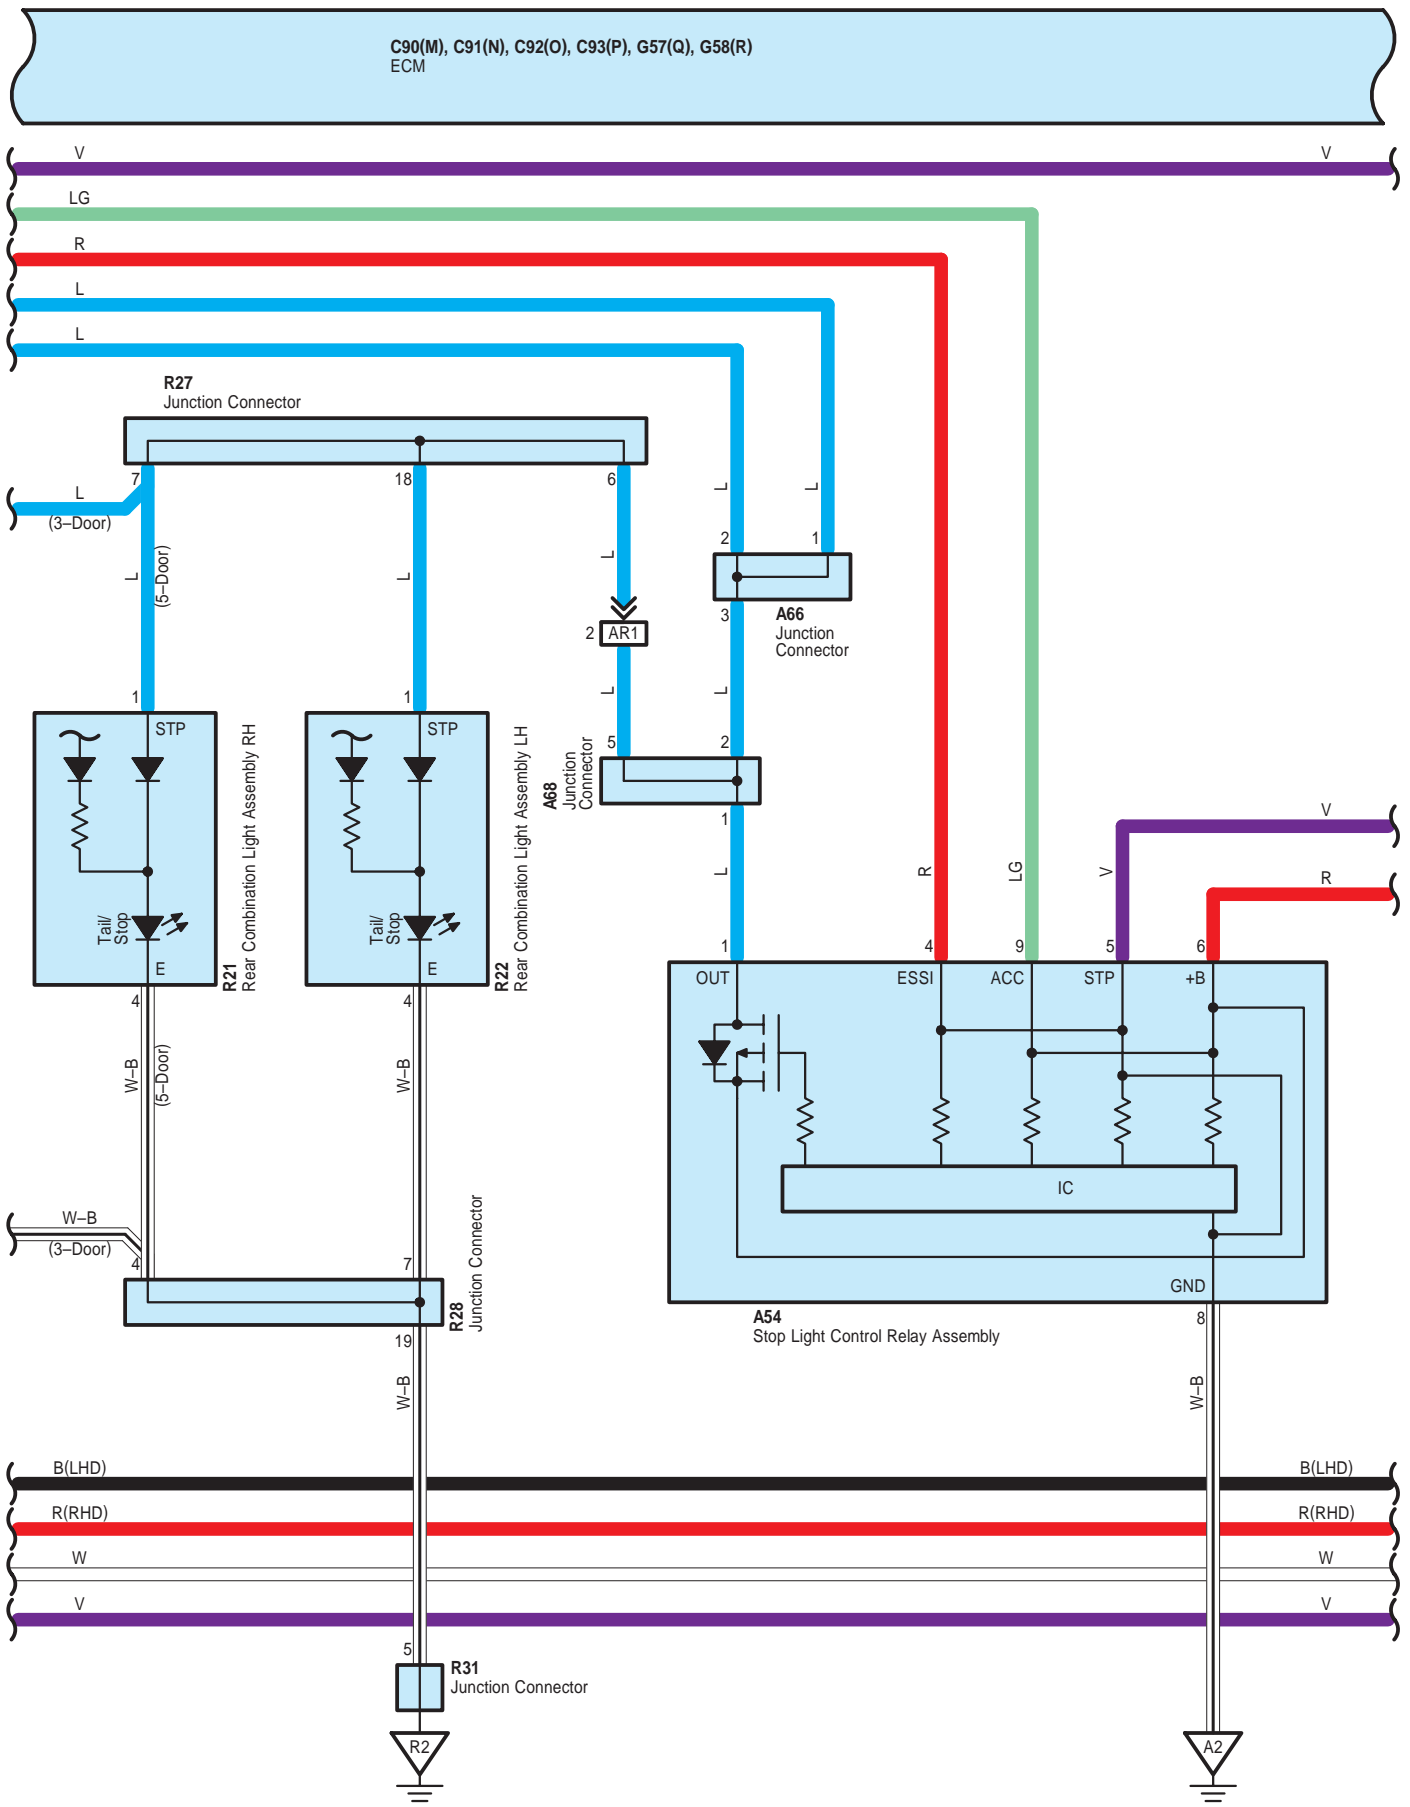 C90(M), C91(N), C92(O), C93(P), G57(Q), G58(R)
ECM
V
V
LG
R
L
L
R27
Junction Connector
7
18
6
L
(3–Door)
L
(5–Door)
L
L
L
L
2
1
A66
Junction
Connector
3
2
AR1
L
L
1
1
5
2
A68
Junction
Connector
1
STP
STP
Tail/
Stop
Tail/
Stop
E
E
R21
Rear Combination Light Assembly RH
R22
Rear Combination Light Assembly LH
V
R
L
R
LG
V
1
4
9
5
6
OUT
ESSI
ACC
STP
+B
IC
GND
A54
Stop Light Control Relay Assembly
8
4
4
W–B
(5–Door)
W–B
W–B
(3–Door)
4
7
R28
Junction Connector
19
W–B
W–B
B(LHD)
B(LHD)
R(RHD)
R(RHD)
W
W
V
V
5
R31
Junction Connector
R2
A2